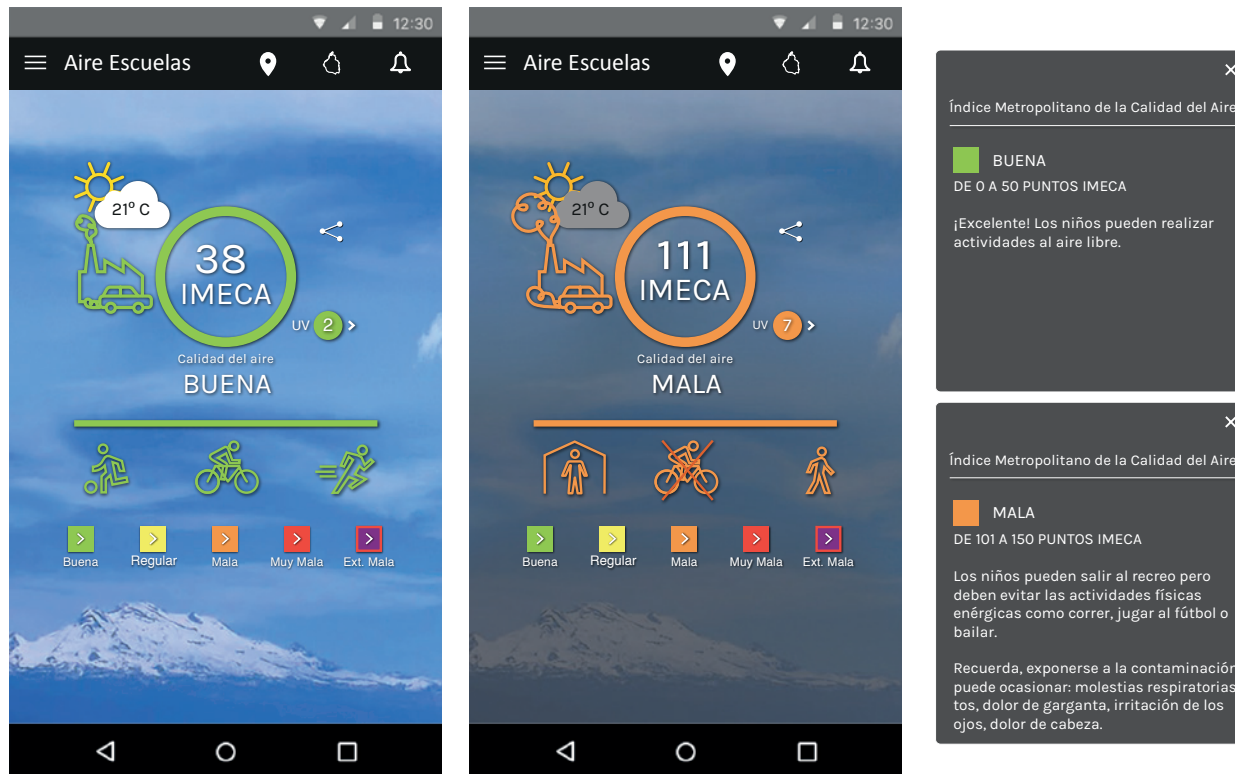 12:30
Aire Escuelas
21° C
38
IMECA
UV 2
Calidad del aire
BUENA
Buena Regular Mala Muy Mala Ext. Mala
12:30
Aire Escuelas
21° C
111
IMECA
UV 7
Calidad del aire
MALA
Buena Regular Mala Muy Mala Ext. Mala
Índice Metropolitano de la Calidad del Aire
BUENA
DE 0 A 50 PUNTOS IMECA
¡Excelente! Los niños pueden realizar
actividades al aire libre.
Índice Metropolitano de la Calidad del Aire
MALA
DE 101 A 150 PUNTOS IMECA
Los niños pueden salir al recreo pero
deben evitar las actividades físicas
enérgicas como correr, jugar al fútbol o
bailar.
Recuerda, exponerse a la contaminación
puede ocasionar: molestias respiratorias
tos, dolor de garganta, irritación de los
ojos, dolor de cabeza.